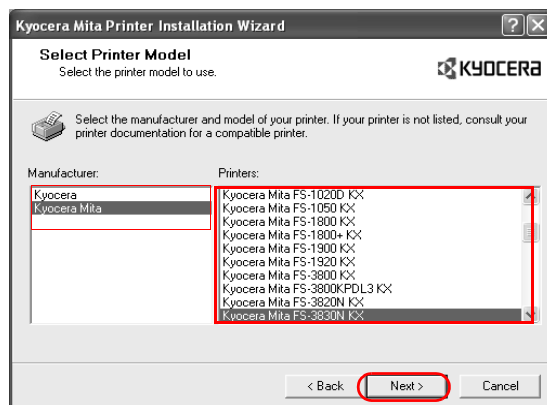 Kyocera Mita Printer Installation Wizard
Select Printer Model
Select the printer model to use.
KYOCERA
Select the manufacturer and model of your printer. If your printer is not listed, consult your
printer documentation for a compatible printer.
Manufacturer:
Kyocera
Kyocera Mita
Printers:
Kyocera Mita FS-1020D KX
Kyocera Mita FS-1050 KX
Kyocera Mita FS-1800 KX
Kyocera Mita FS-1800+ KX
Kyocera Mita FS-1900 KX
Kyocera Mita FS-1920 KX
Kyocera Mita FS-3800 KX
Kyocera Mita FS-3800KPDL3 KX
Kyocera Mita FS-3820N KX
Kyocera Mita FS-3830N KX
< Back
Next >
Cancel